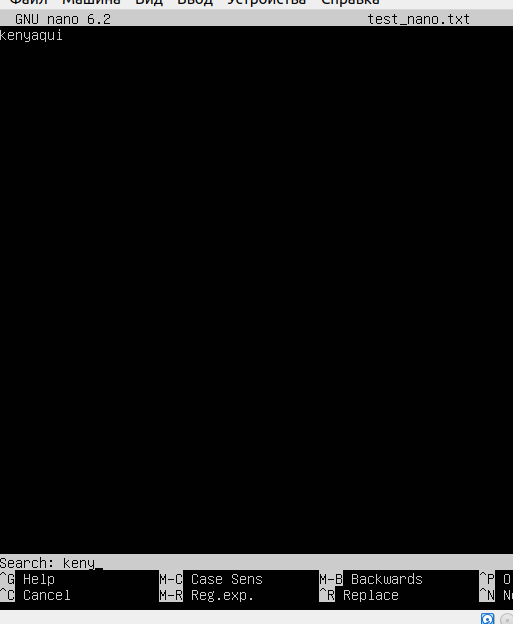 Файл Машина Вид Ввод Устройства Справка
GNU nano 6.2 test_nano.txt
kenyaqui
Search: keny
^G Help M-C Case Sens M-B Backwards ^P
^C Cancel M-R Reg.exp. ^R Replace ^N